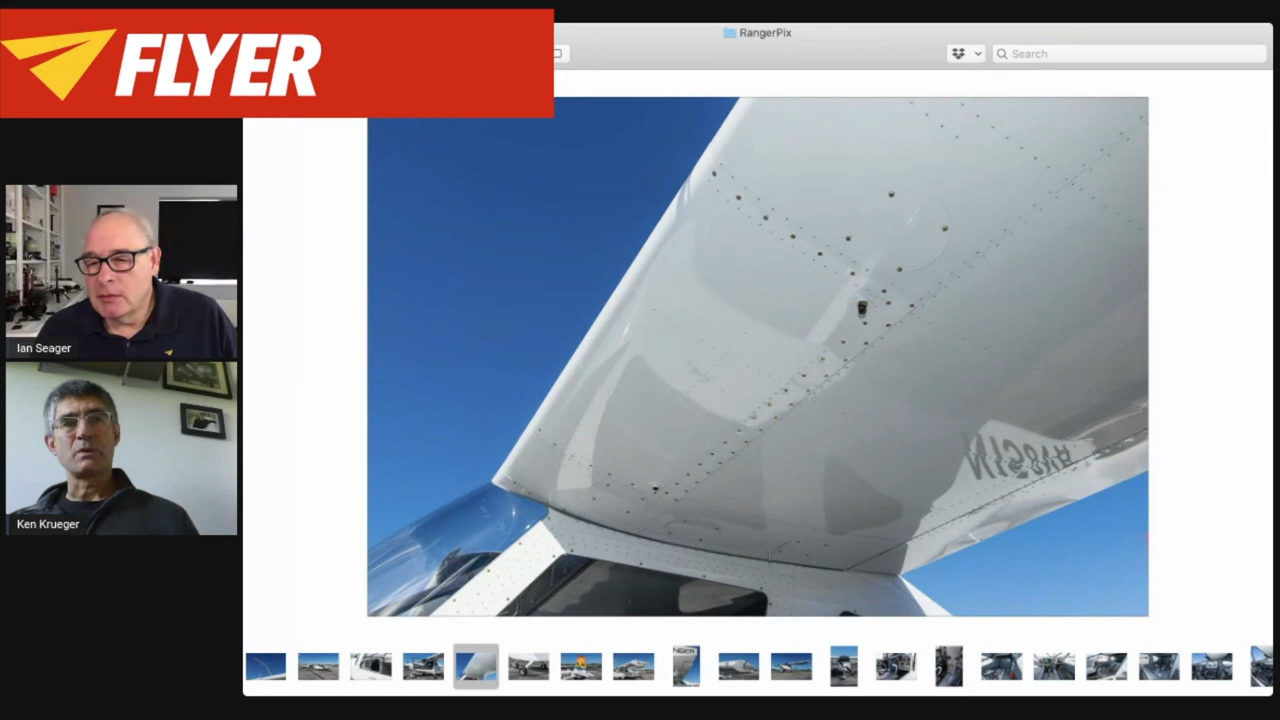 FLYER
RangerPix
Search
Ian Seager
Ken Krueger